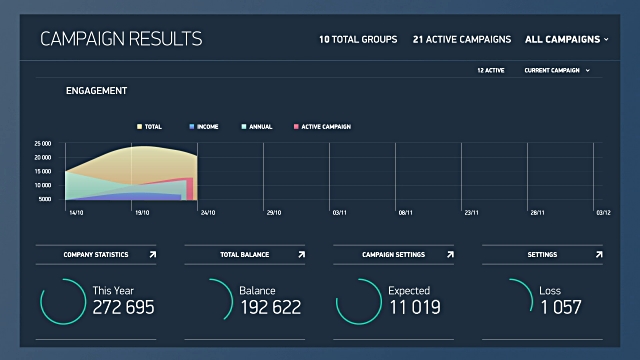 CAMPAIGN RESULTS
10 TOTAL GROUPS 21 ACTIVE CAMPAIGNS ALL CAMPAIGNS
12 ACTIVE CURRENT CAMPAIGN
ENGAGEMENT
TOTAL INCOME ANNUAL ACTIVE CAMPAIGN
25 000
20 000
15 000
10 000
5000
14/10 19/10 24/10 29/10 03/11 08/11 23/11 28/11 03/12
COMPANY STATISTICS TOTAL BALANCE CAMPAIGN SETTINGS SETTINGS
This Year Balance Expected Loss
272 695 192 622 11 019 1 057